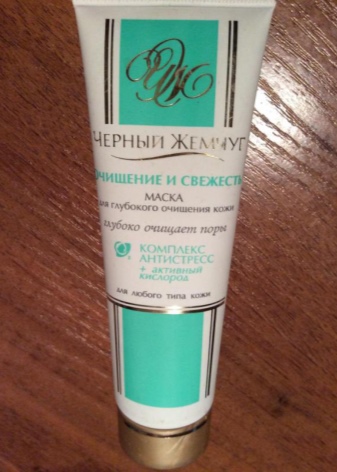 ЧЕРНЫЙ ЖЕМЧУГ
ОЧИЩЕНИЕ И СВЕЖЕСТЬ
МАСКА
для глубокого очищения кожи
глубоко очищает поры
КОМПЛЕКС
АНТИСТРЕСС
+ активный
кислород
для любого типа кожи